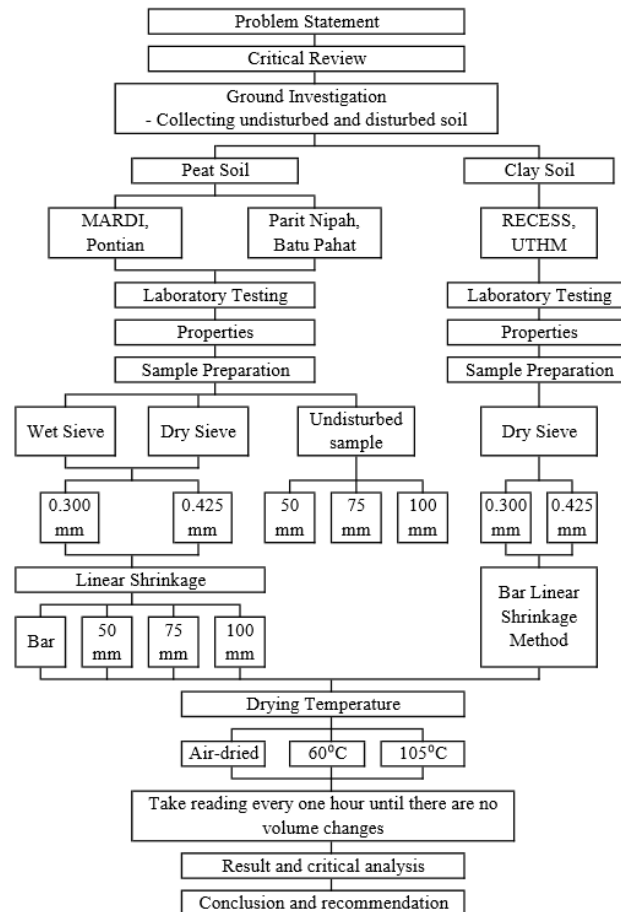 Problem Statement
Critical Review
Ground Investigation
- Collecting undisturbed and disturbed soil
Peat Soil
Clay Soil
MARDI,
Pontian
Parit Nipah,
Batu Pahat
RECESS,
UTHM
Laboratory Testing
Laboratory Testing
Properties
Properties
Sample Preparation
Sample Preparation
Wet Sieve
Dry Sieve
Undisturbed
sample
Dry Sieve
0.300
mm
0.425
mm
50
mm
75
mm
100
mm
0.300
mm
0.425
mm
Linear Shrinkage
Bar
50
mm
75
mm
100
mm
Bar Linear
Shrinkage
Method
Drying Temperature
Air-dried
60°C
105°C
Take reading every one hour until there are no
volume changes
Result and critical analysis
Conclusion and recommendation